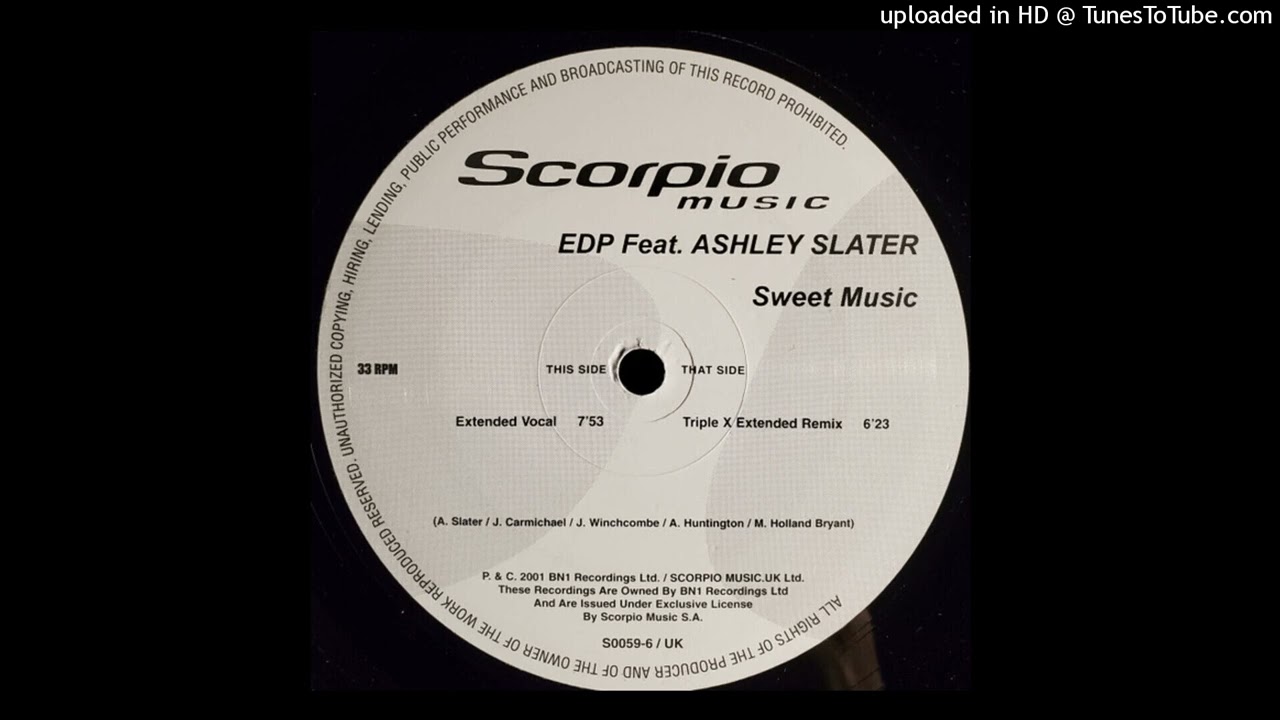 uploaded in HD @ TunesToTube.com
ALL RIGHTS OF THE PRODUCER AND OF THE OWNER OF THE WORK REPRODUCED RESERVED. UNAUTHORIZED COPYING, HIRING, LENDING, PUBLIC PERFORMANCE AND BROADCASTING OF THIS RECORD PROHIBITED.
Scorpio
MUSIC
EDP Feat. ASHLEY SLATER
Sweet Music
33 RPM
THIS SIDE THAT SIDE
Extended Vocal 7'53 Triple X Extended Remix 6'23
(A. Slater / J. Carmichael / J. Winchcombe / A. Huntington / M. Holland Bryant)
P. & C. 2001 BN1 Recordings Ltd. / SCORPIO MUSIC.UK Ltd.
These Recordings Are Owned By BN1 Recordings Ltd
And Are Issued Under Exclusive License
By Scorpio Music S.A.
S0059-6 / UK